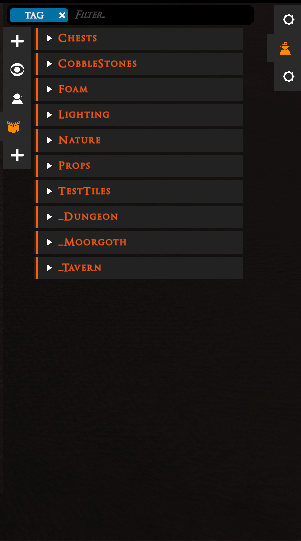 TAG × Filter..
Chests
CobbleStones
Foam
Lighting
Nature
Props
TestTiles
_Dungeon
_Moorgoth
_Tavern